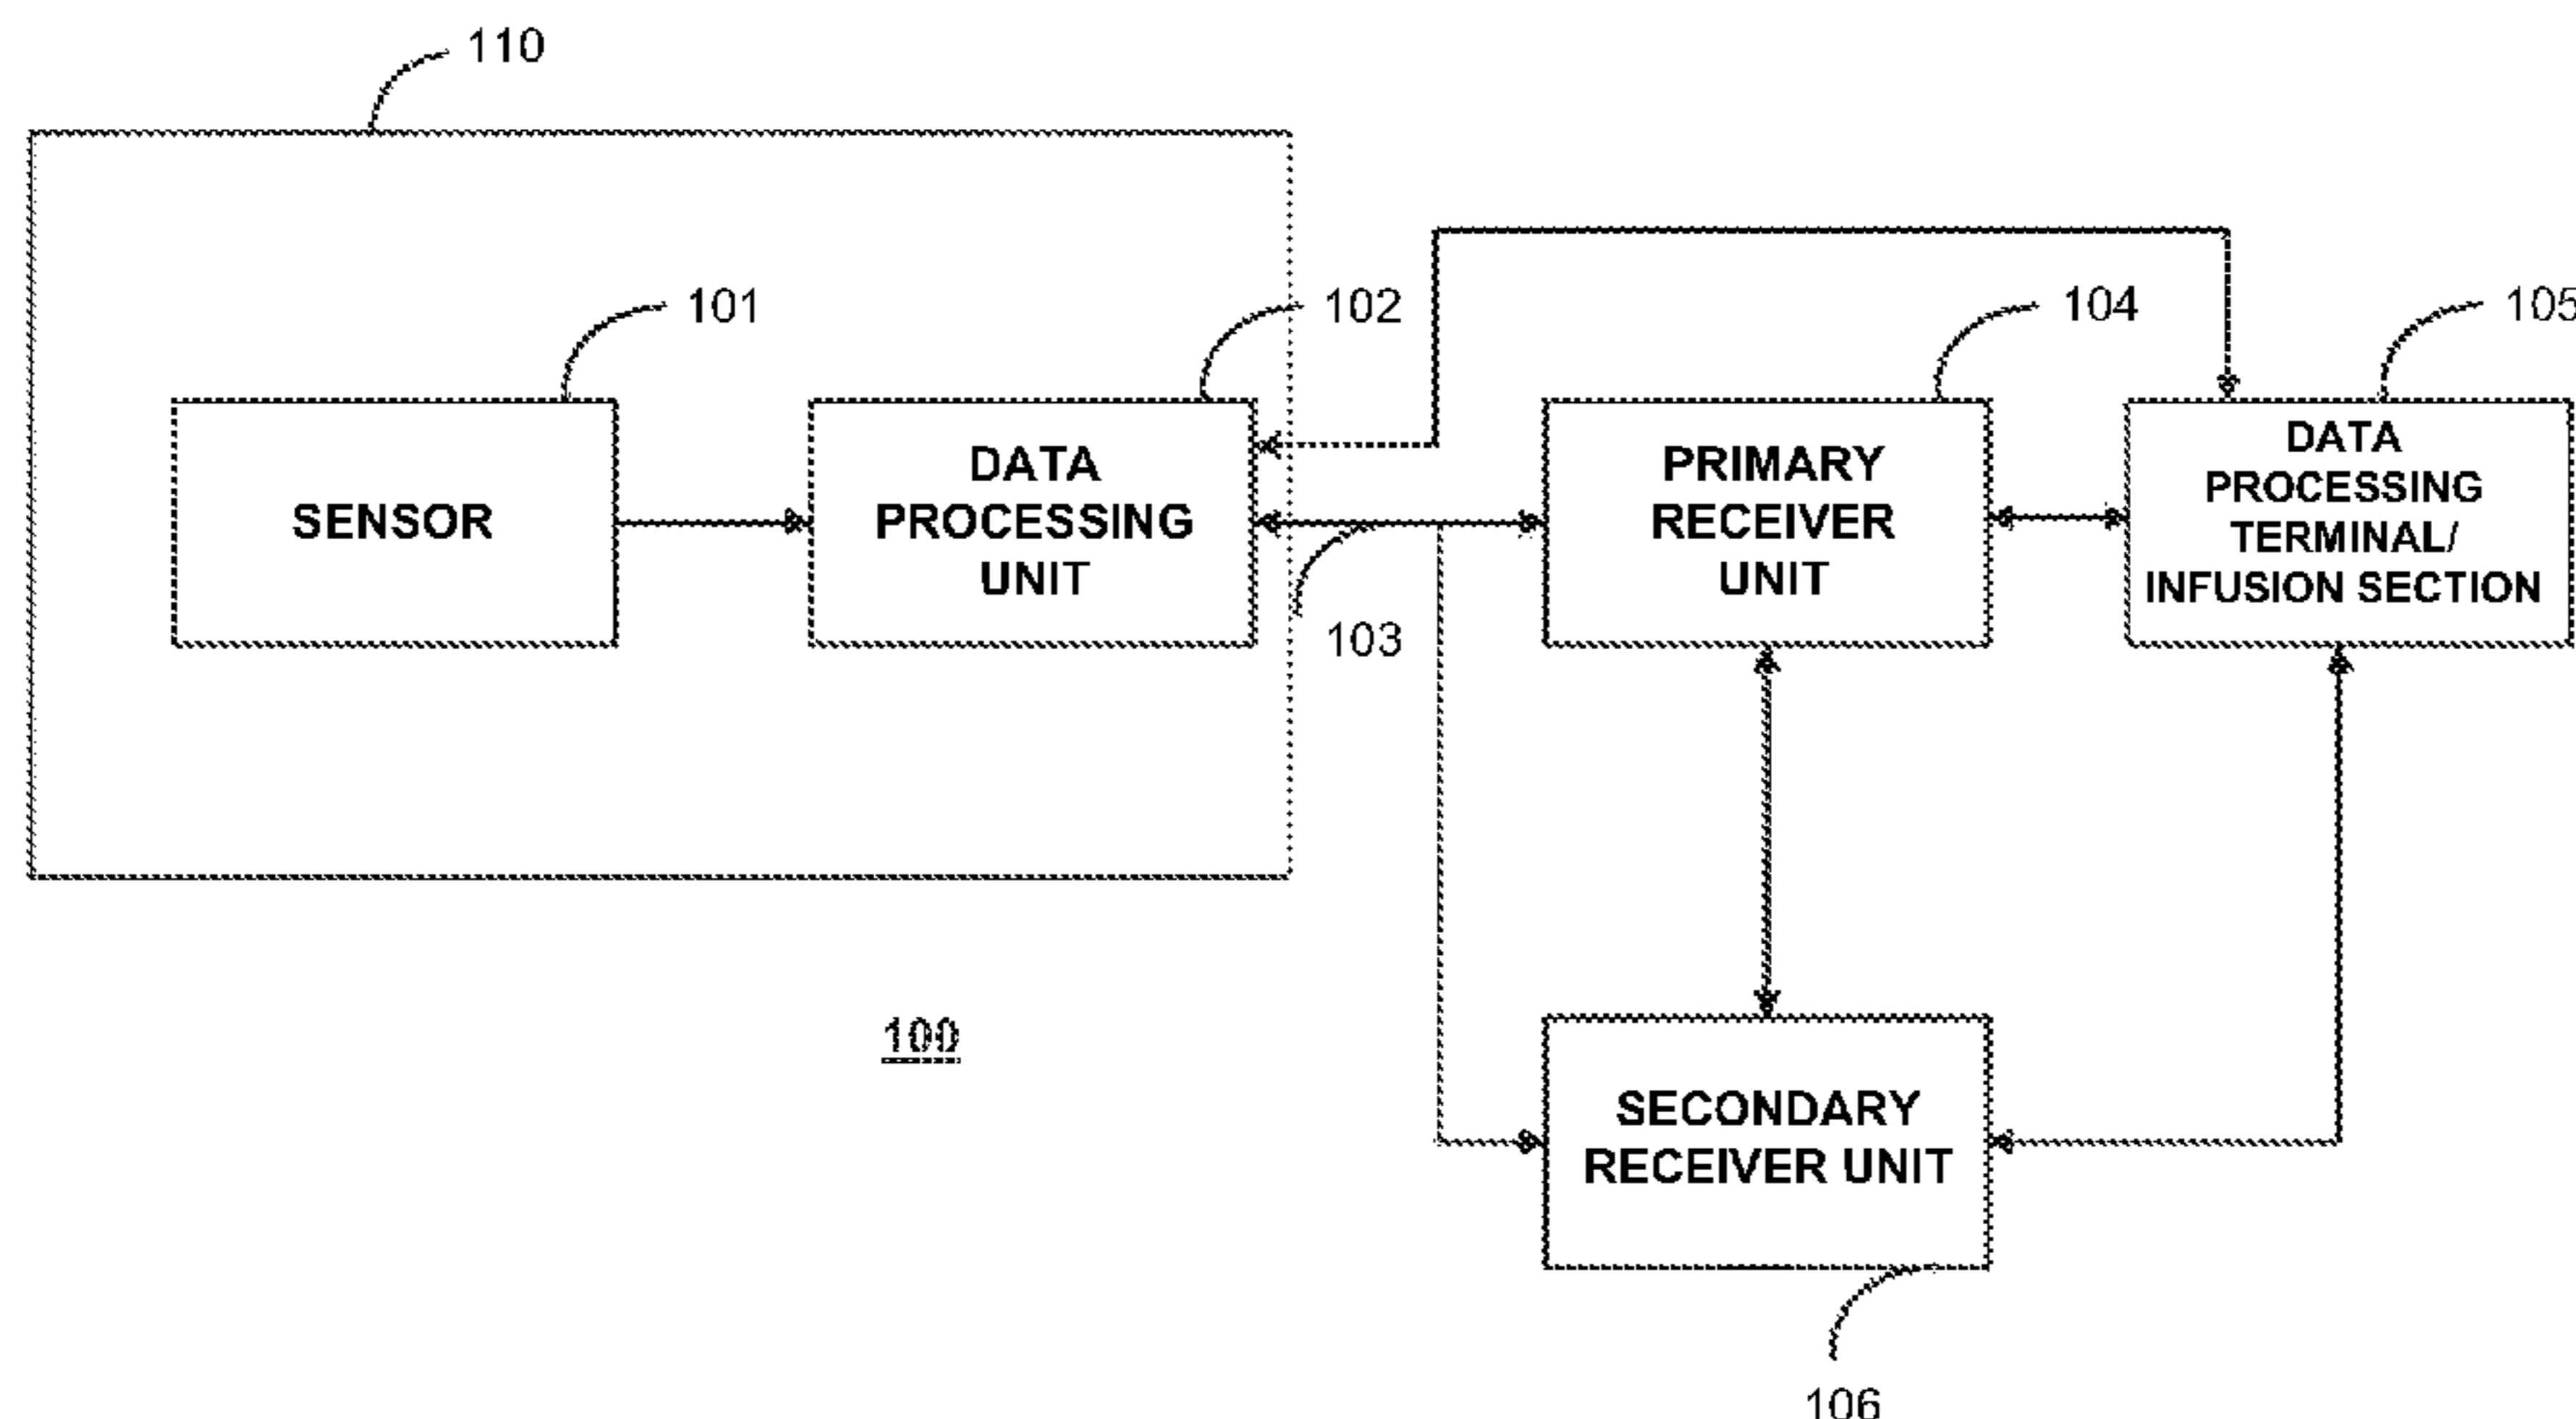 110
101
102
104
105
SENSOR
DATA
PROCESSING
UNIT
PRIMARY
RECEIVER
UNIT
DATA
PROCESSING
TERMINAL/
INFUSION SECTION
103
100
SECONDARY
RECEIVER UNIT
106